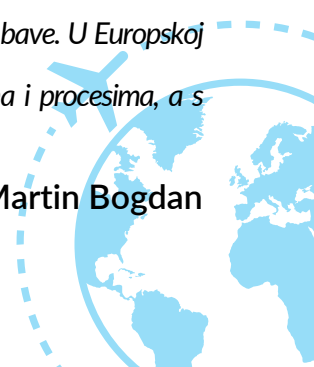 bave. U Europskoj
a i procesima, a s
Martin Bogdan